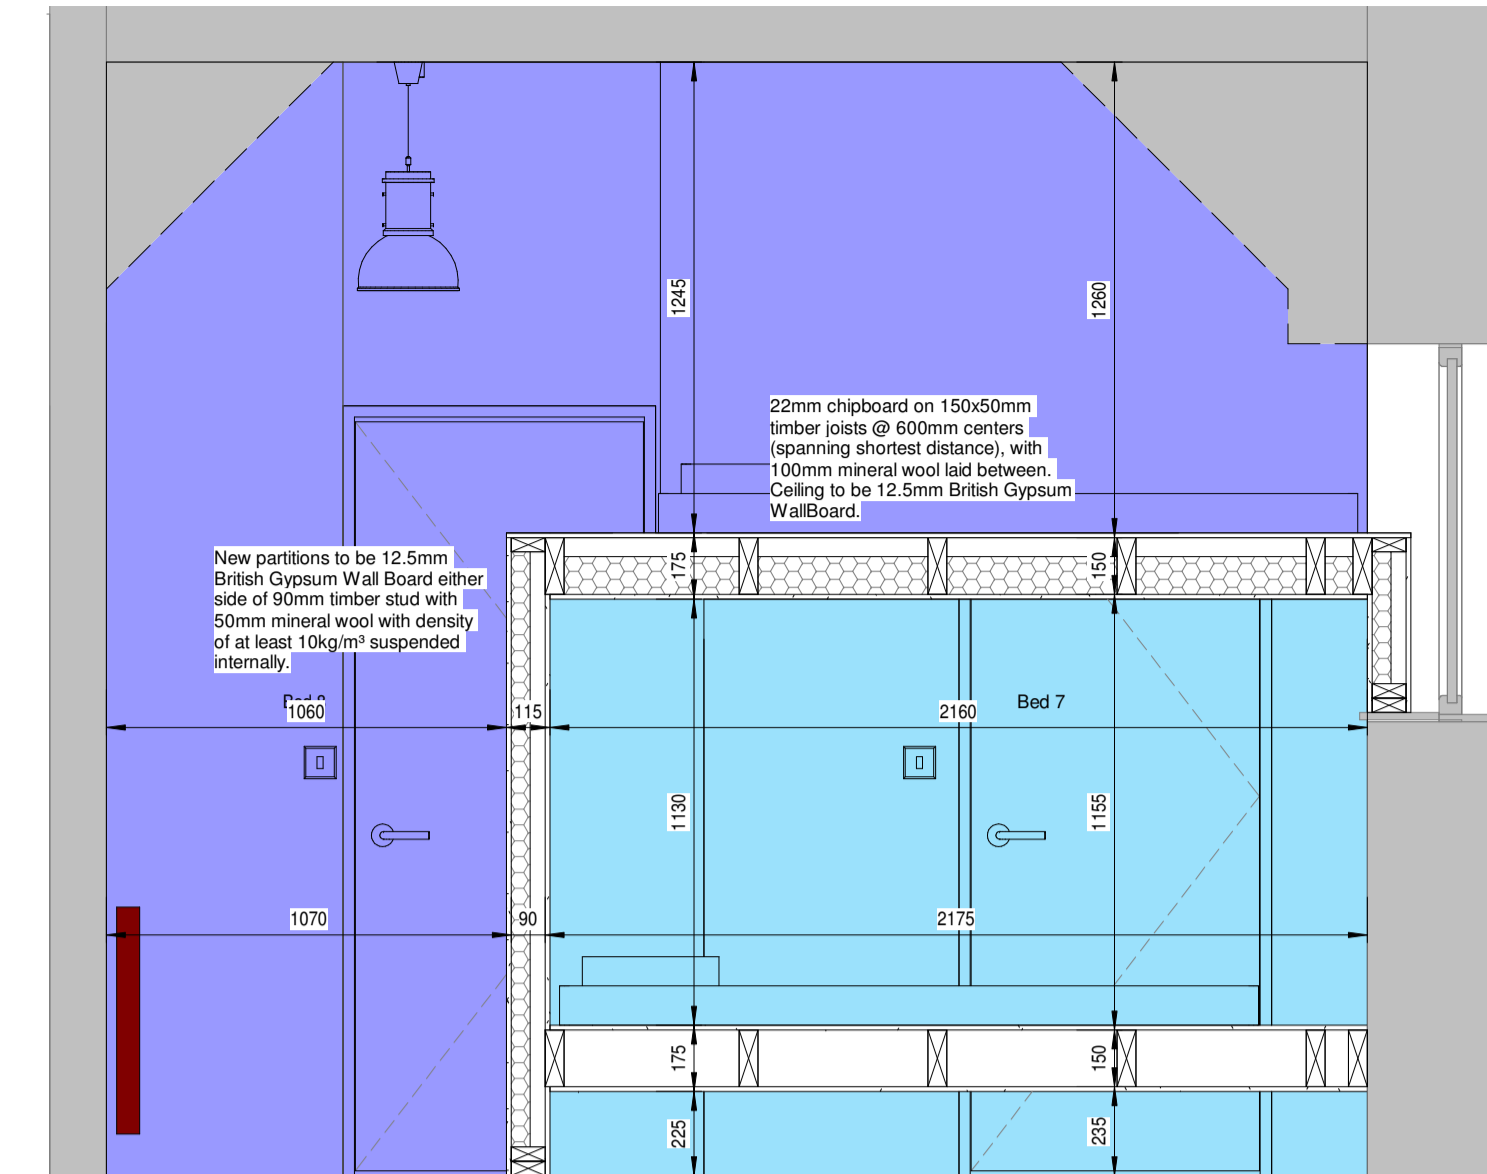 1245
1260
22mm chipboard on 150x50mm
timber joists @ 600mm centers
(spanning shortest distance), with
100mm mineral wool laid between.
Ceiling to be 12.5mm British Gypsum
WallBoard.
New partitions to be 12.5mm
British Gypsum Wall Board either
side of 90mm timber stud with
50mm mineral wool with density
of at least 10kg/m³ suspended
internally.
175
150
Bed 8
1060
115
2160
Bed 7
1130
1155
1070
90
2175
175
150
225
235